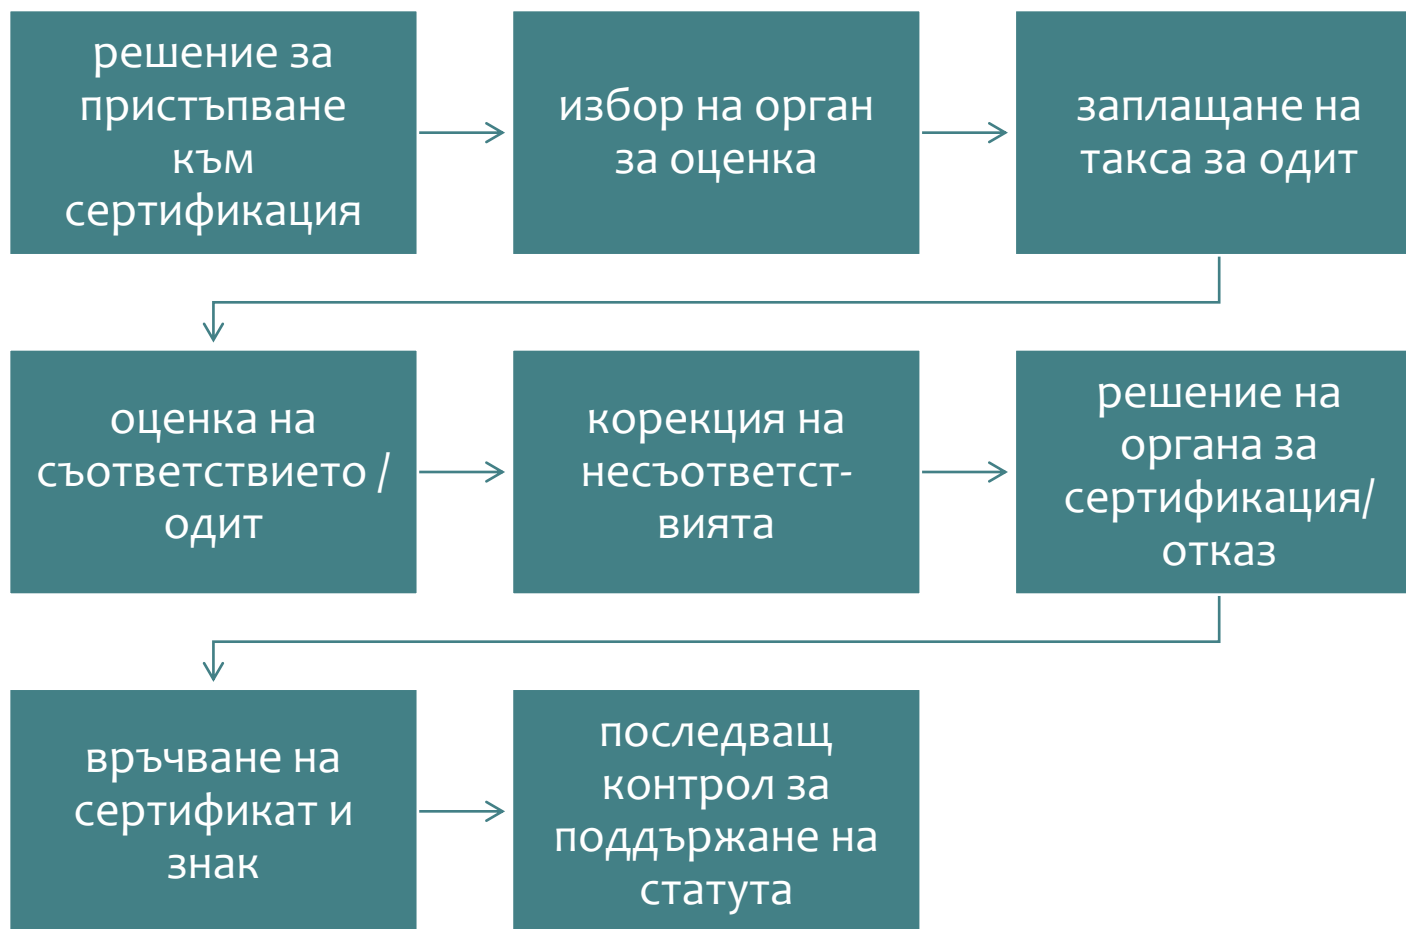 решение за
пристъпване
към
сертификация
избор на орган
за оценка
заплащане на
такса за одит
оценка на
съответствието /
одит
корекция на
несъответст-
вията
решение на
органа за
сертификация/
отказ
връчване на
сертификат и
знак
последващ
контрол за
поддържане на
статута